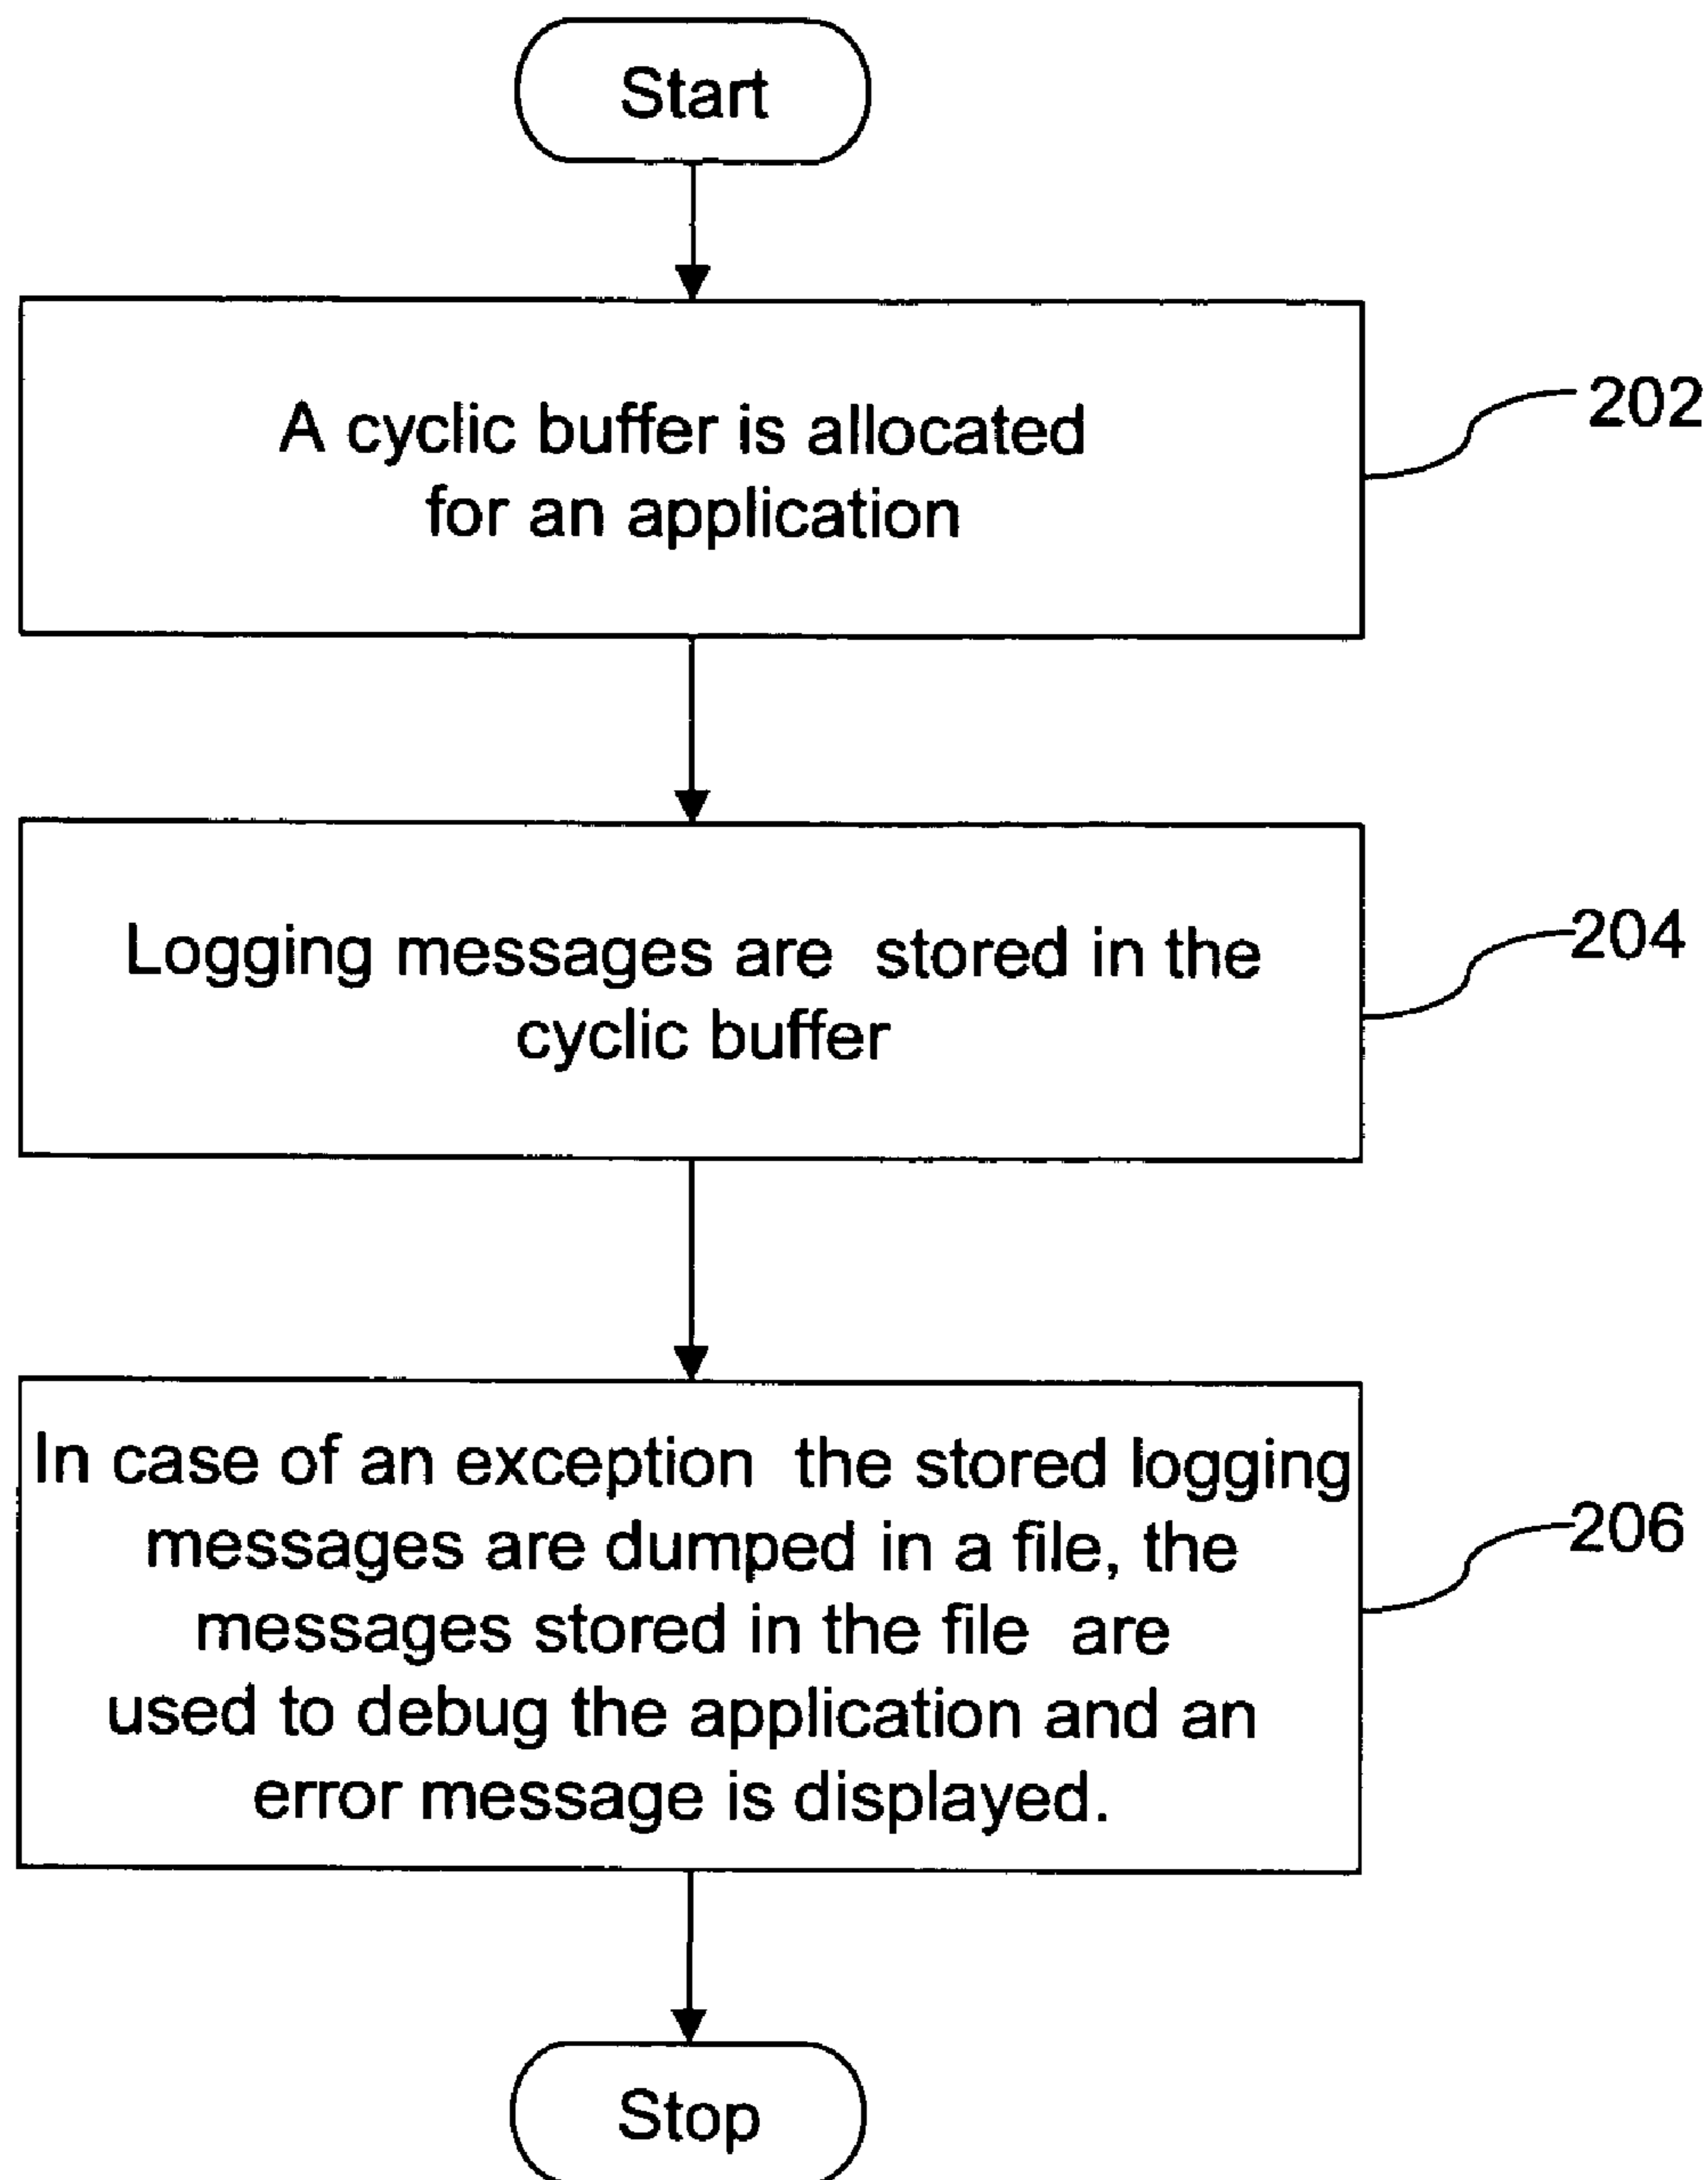 Start
A cyclic buffer is allocated
for an application
202
Logging messages are stored in the
cyclic buffer
204
In case of an exception the stored logging
messages are dumped in a file, the
messages stored in the file are
used to debug the application and an
error message is displayed.
206
Stop